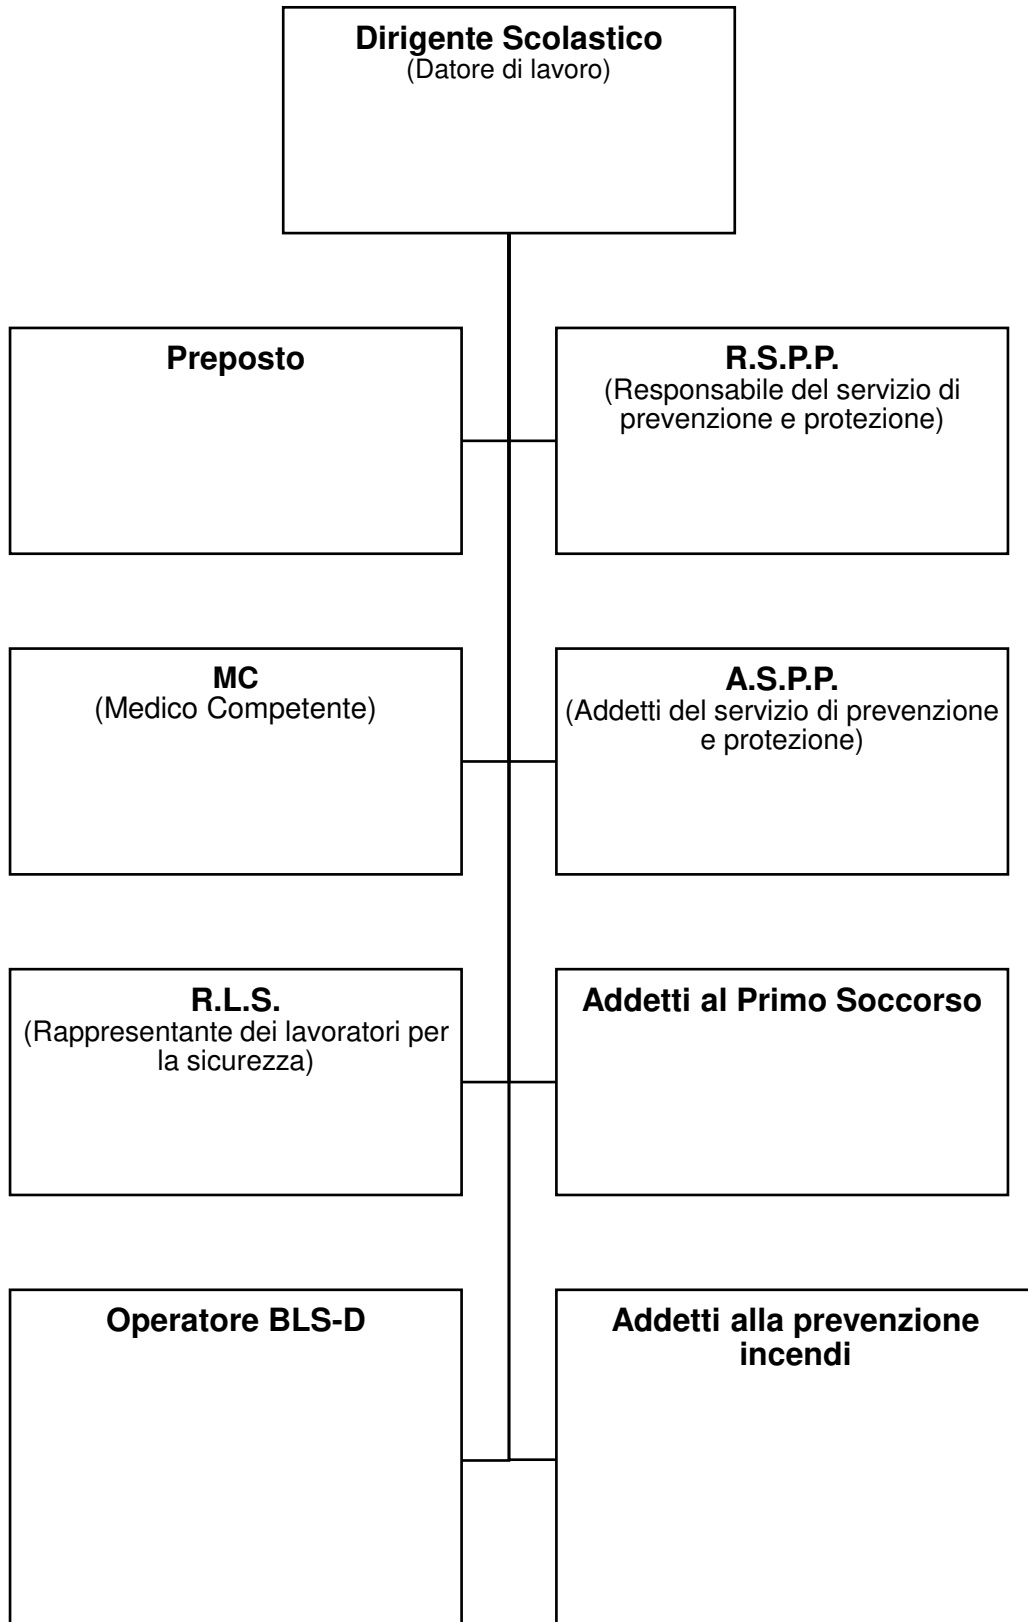 Dirigente Scolastico
(Datore di lavoro)
Preposto
R.S.P.P.
(Responsabile del servizio di
prevenzione e protezione)
MC
(Medico Competente)
A.S.P.P.
(Addetti del servizio di prevenzione
e protezione)
R.L.S.
(Rappresentante dei lavoratori per
la sicurezza)
Addetti al Primo Soccorso
Operatore BLS-D
Addetti alla prevenzione
incendi